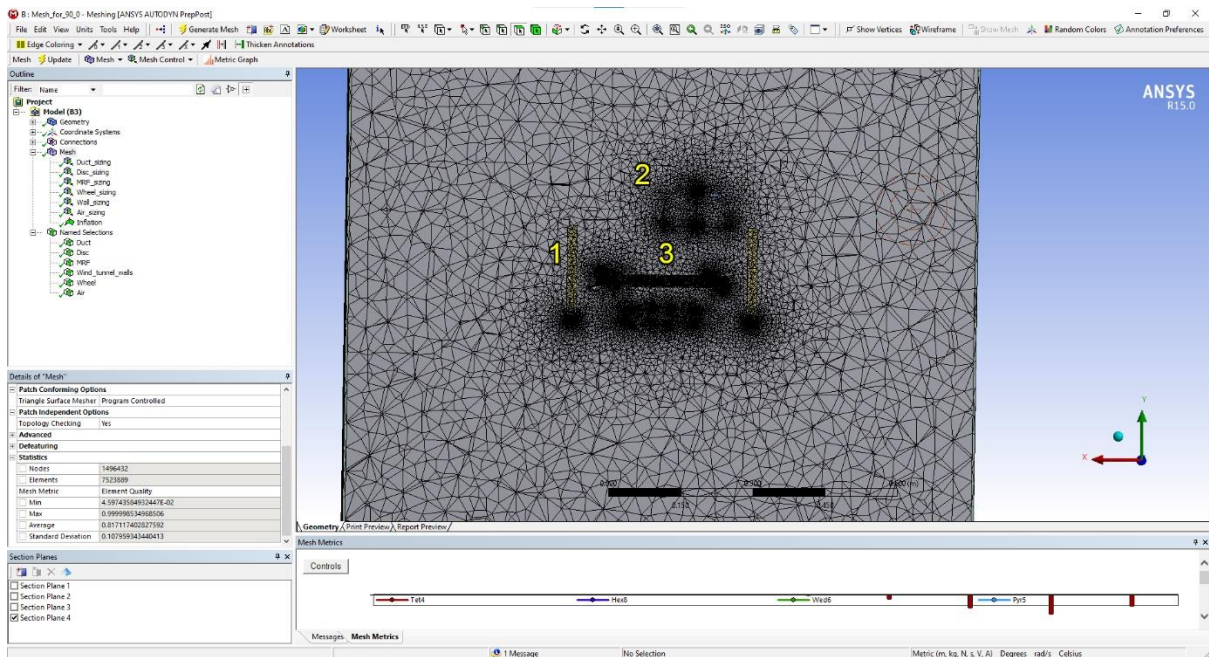 B : Mesh_for_90_0 - Meshing [ANSYS AUTODYN PrepPost]
File Edit View Units Tools Help Generate Mesh Worksheet Show Vertices Wireframe Show Mesh Random Colors Annotation Preferences
Edge Coloring Thicken Annotations
Mesh Update Mesh Mesh Control Metric Graph
Outline
Filter: Name
Project
Model (B3)
Geometry
Coordinate Systems
Connections
Mesh
Duct_sizing
Disc_sizing
MRF_sizing
Wheel_sizing
Wall_sizing
Air_sizing
Inflation
Named Selections
Duct
Disc
MRF
Wind_tunnel_walls
Wheel
Air
Details of "Mesh"
Patch Conforming Options
Triangle Surface Mesher Program Controlled
Patch Independent Options
Topology Checking Yes
Advanced
Defeaturing
Statistics
Nodes 1496432
Elements 7523889
Mesh Metric Element Quality
Min 4.59743584932447E-02
Max 0.999998534968506
Average 0.817117402827592
Standard Deviation 0.107959343440413
Section Planes
Section Plane 1
Section Plane 2
Section Plane 3
Section Plane 4
ANSYS
R15.0
2
1 3
Y
X
0.000 0.300 0.600 (m)
0.150 0.450
Geometry Print Preview Report Preview
Mesh Metrics
Controls
Tet4 Hex8 Wed6 Pyr5
Messages Mesh Metrics
1 Message No Selection Metric (m, kg, N, s, V, A) Degrees rad/s Celsius